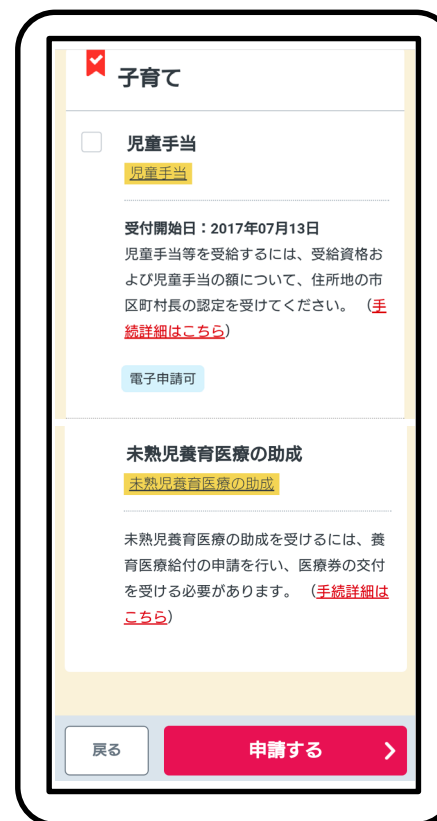 子育て
児童手当
児童手当
受付開始日：2017年07月13日
児童手当等を受給するには、受給資格お
よび児童手当の額について、住所地の市
区町村長の認定を受けてください。（手
続詳細はこちら）
電子申請可
未熟児養育医療の助成
未熟児養育医療の助成
未熟児養育医療の助成を受けるには、養
育医療給付の申請を行い、医療券の交付
を受ける必要があります。（手続詳細は
こちら）
戻る
申請する